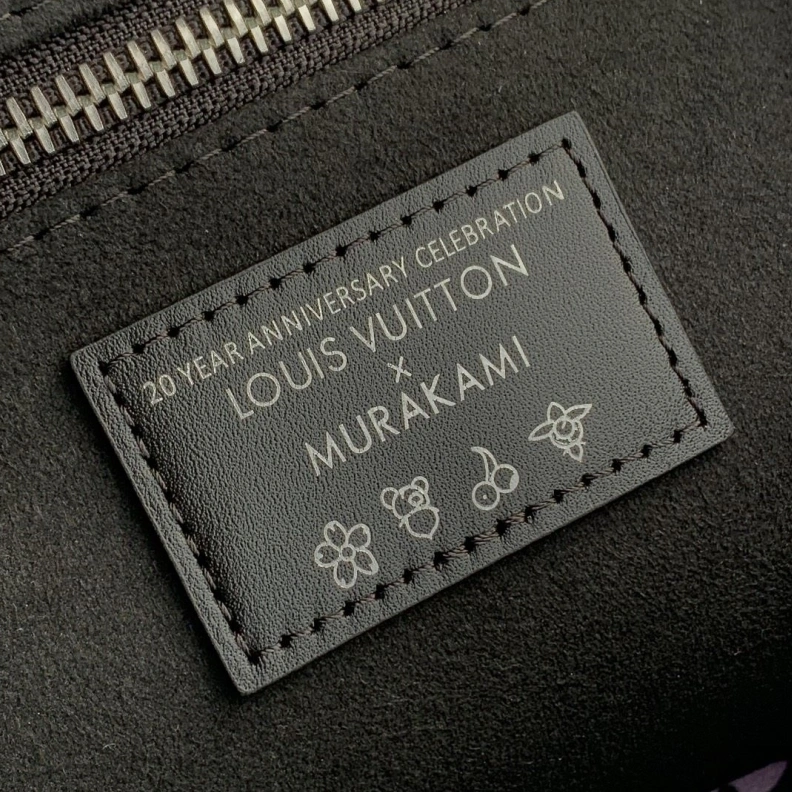 20 YEAR ANNIVERSARY CELEBRATION
LOUIS VUITTON
x
MURAKAMI